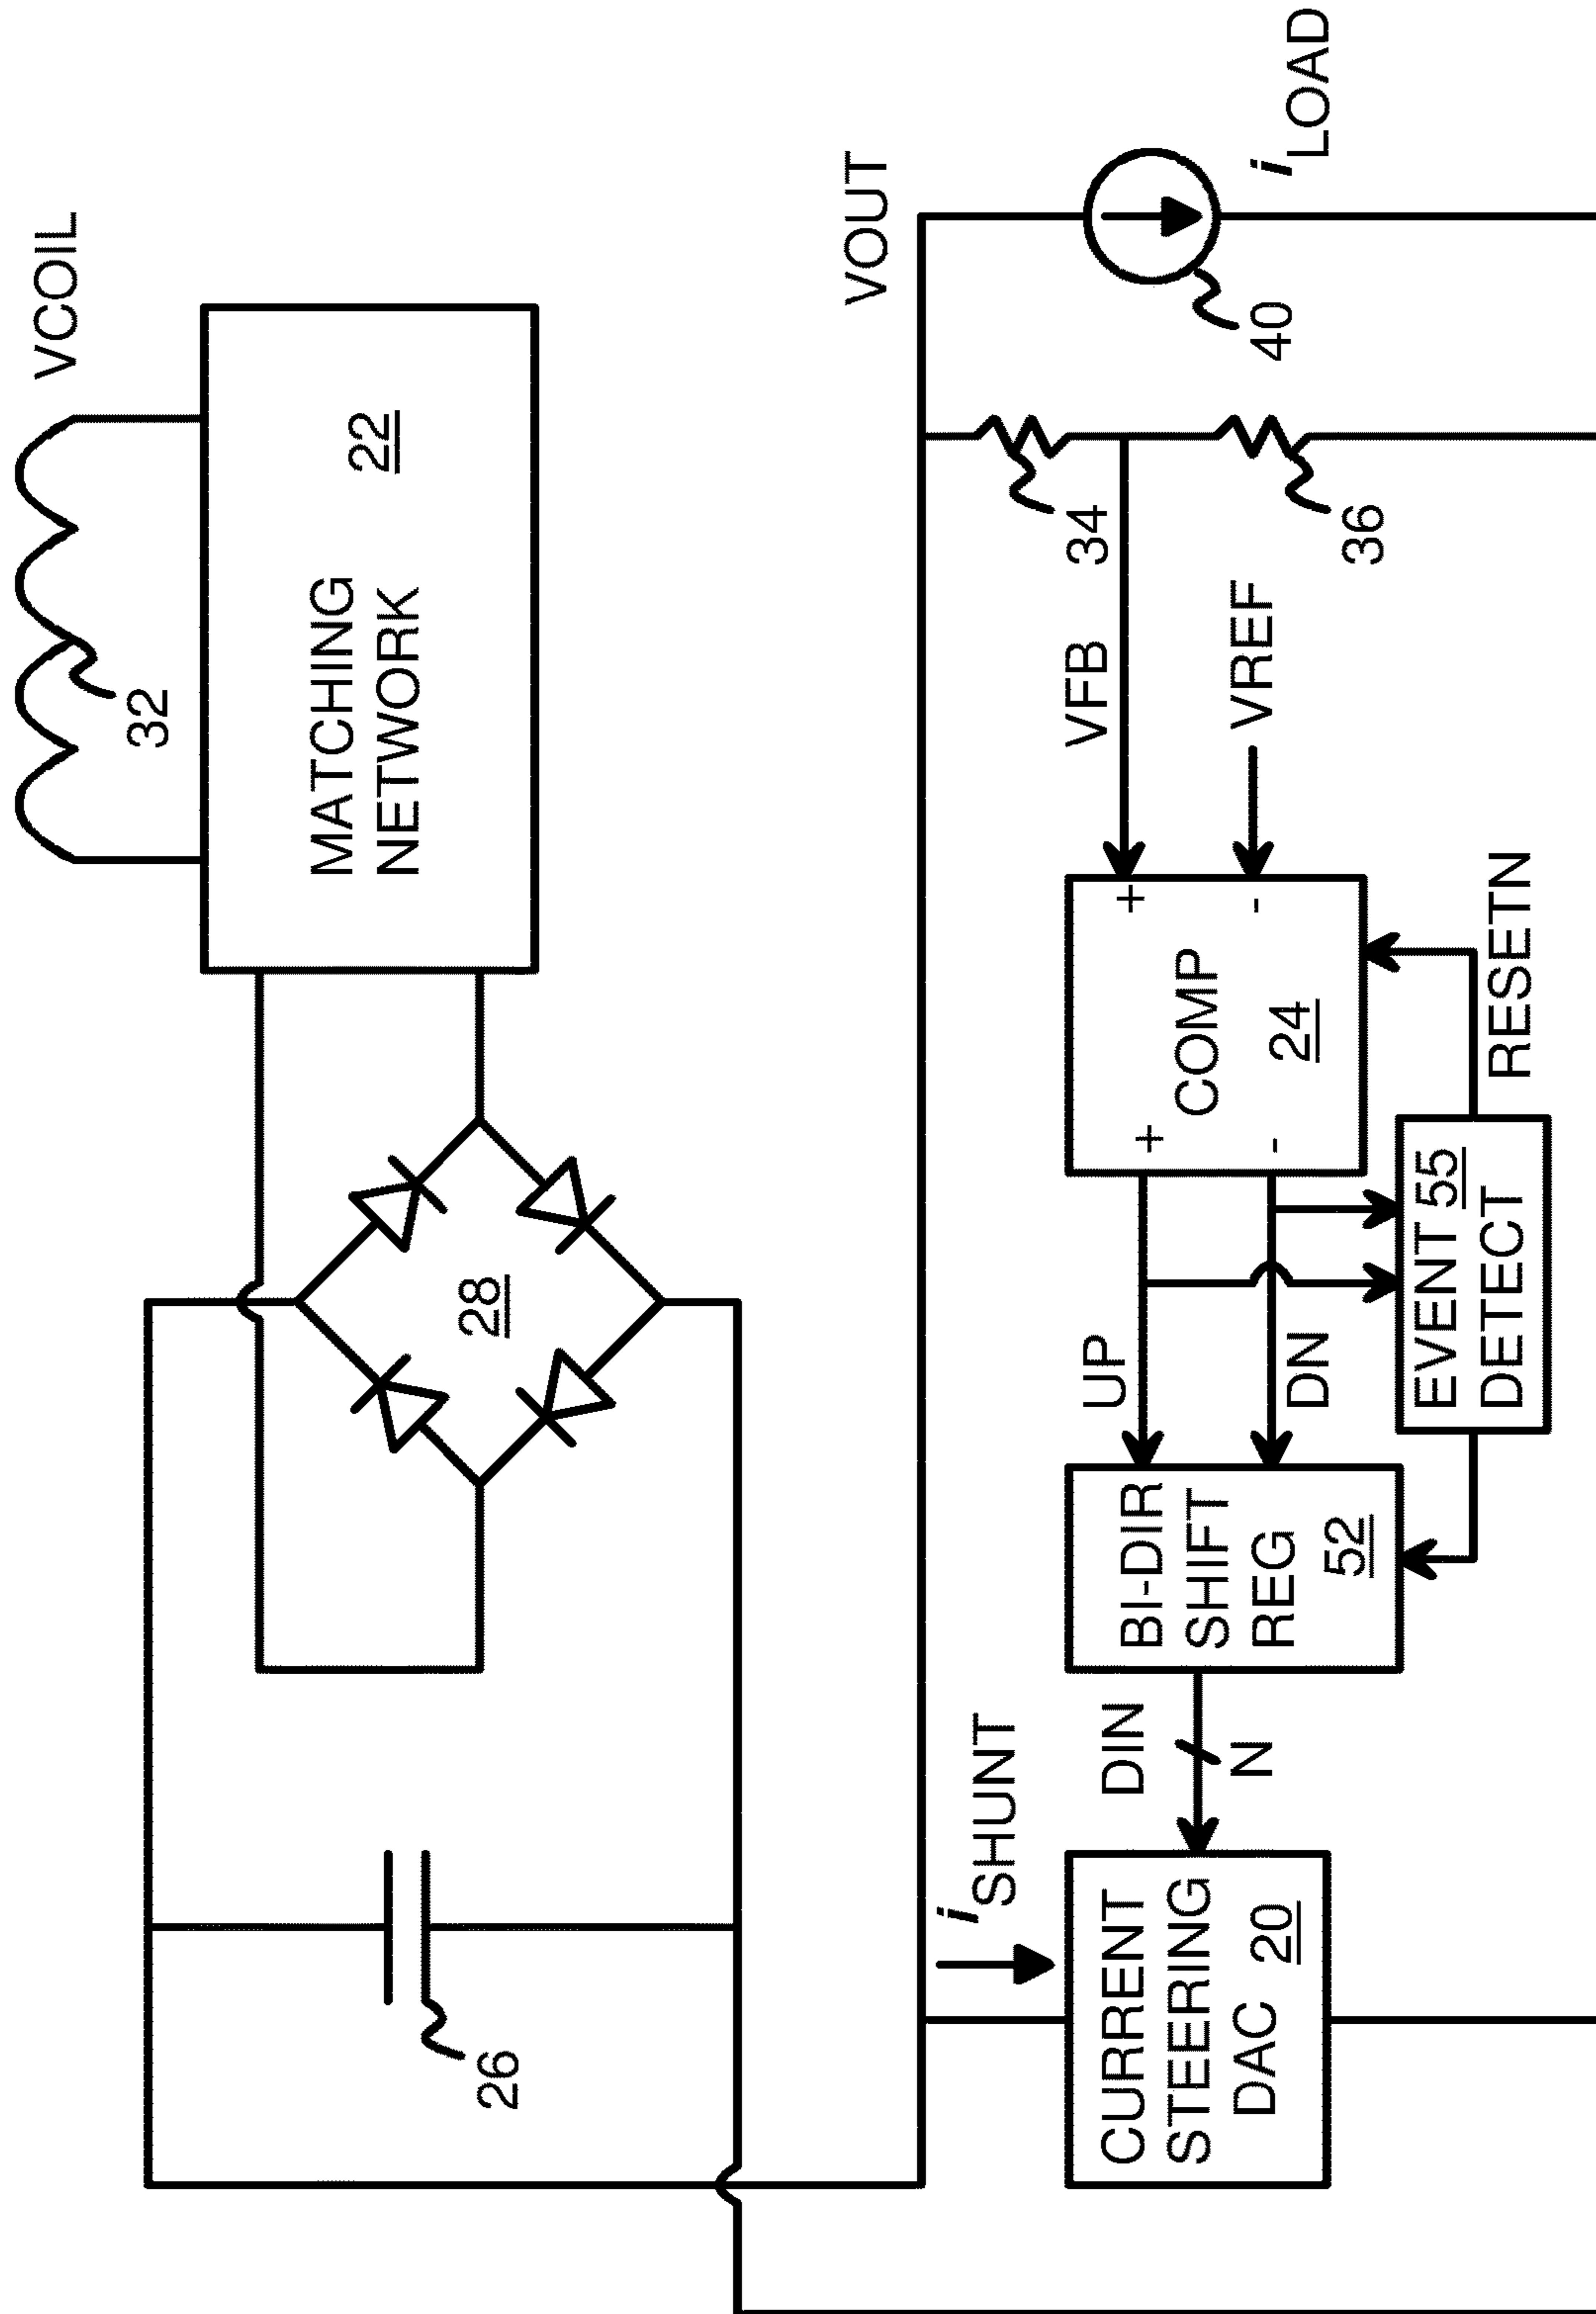 VCOIL
32
MATCHING
NETWORK
22
28
26
VOUT
iSHUNT
iLOAD
40
34
36
VFB
VREF
CURRENT
STEERING
DAC 20
DIN
N
BI-DIR
SHIFT
REG
52
UP
DN
+
-
COMP
24
+
-
EVENT 55
DETECT
RESETN